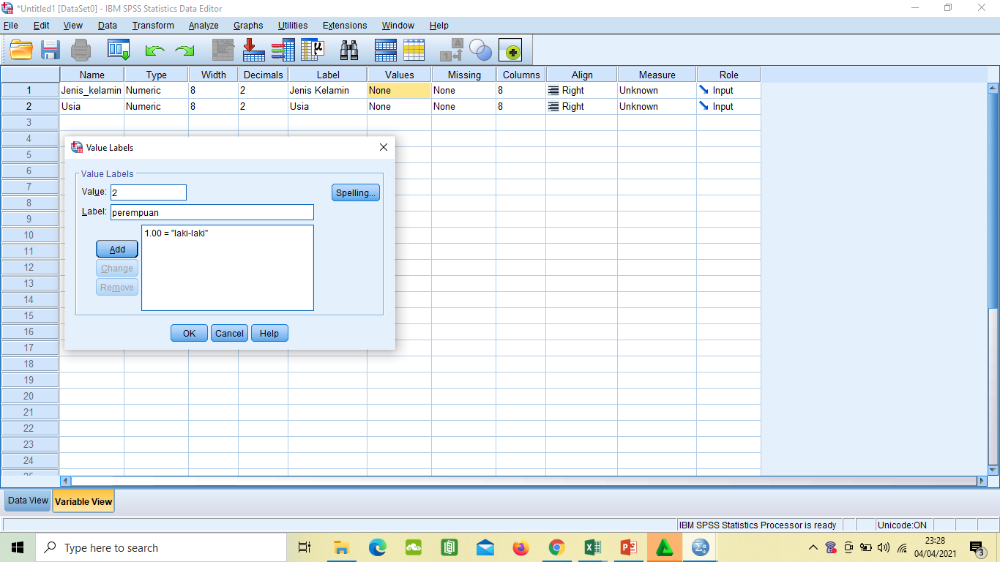 *Untitled1 [DataSet0] - IBM SPSS Statistics Data Editor
File Edit View Data Transform Analyze Graphs Utilities Extensions Window Help
Name Type Width Decimals Label Values Missing Columns Align Measure Role
1 Jenis_kelamin Numeric 8 2 Jenis Kelamin None None 8 Right Unknown Input
2 Usia Numeric 8 2 Usia None None 8 Right Unknown Input
3
4
5
6
7
8
9
10
11
12
13
14
15
16
17
18
19
20
21
22
23
24
25
Value Labels
Value Labels
Value: 2
Spelling...
Label: perempuan
1.00 = "laki-laki"
Add
Change
Remove
OK Cancel Help
Data View Variable View
IBM SPSS Statistics Processor is ready Unicode:ON
Type here to search
23:28
04/04/2021
3